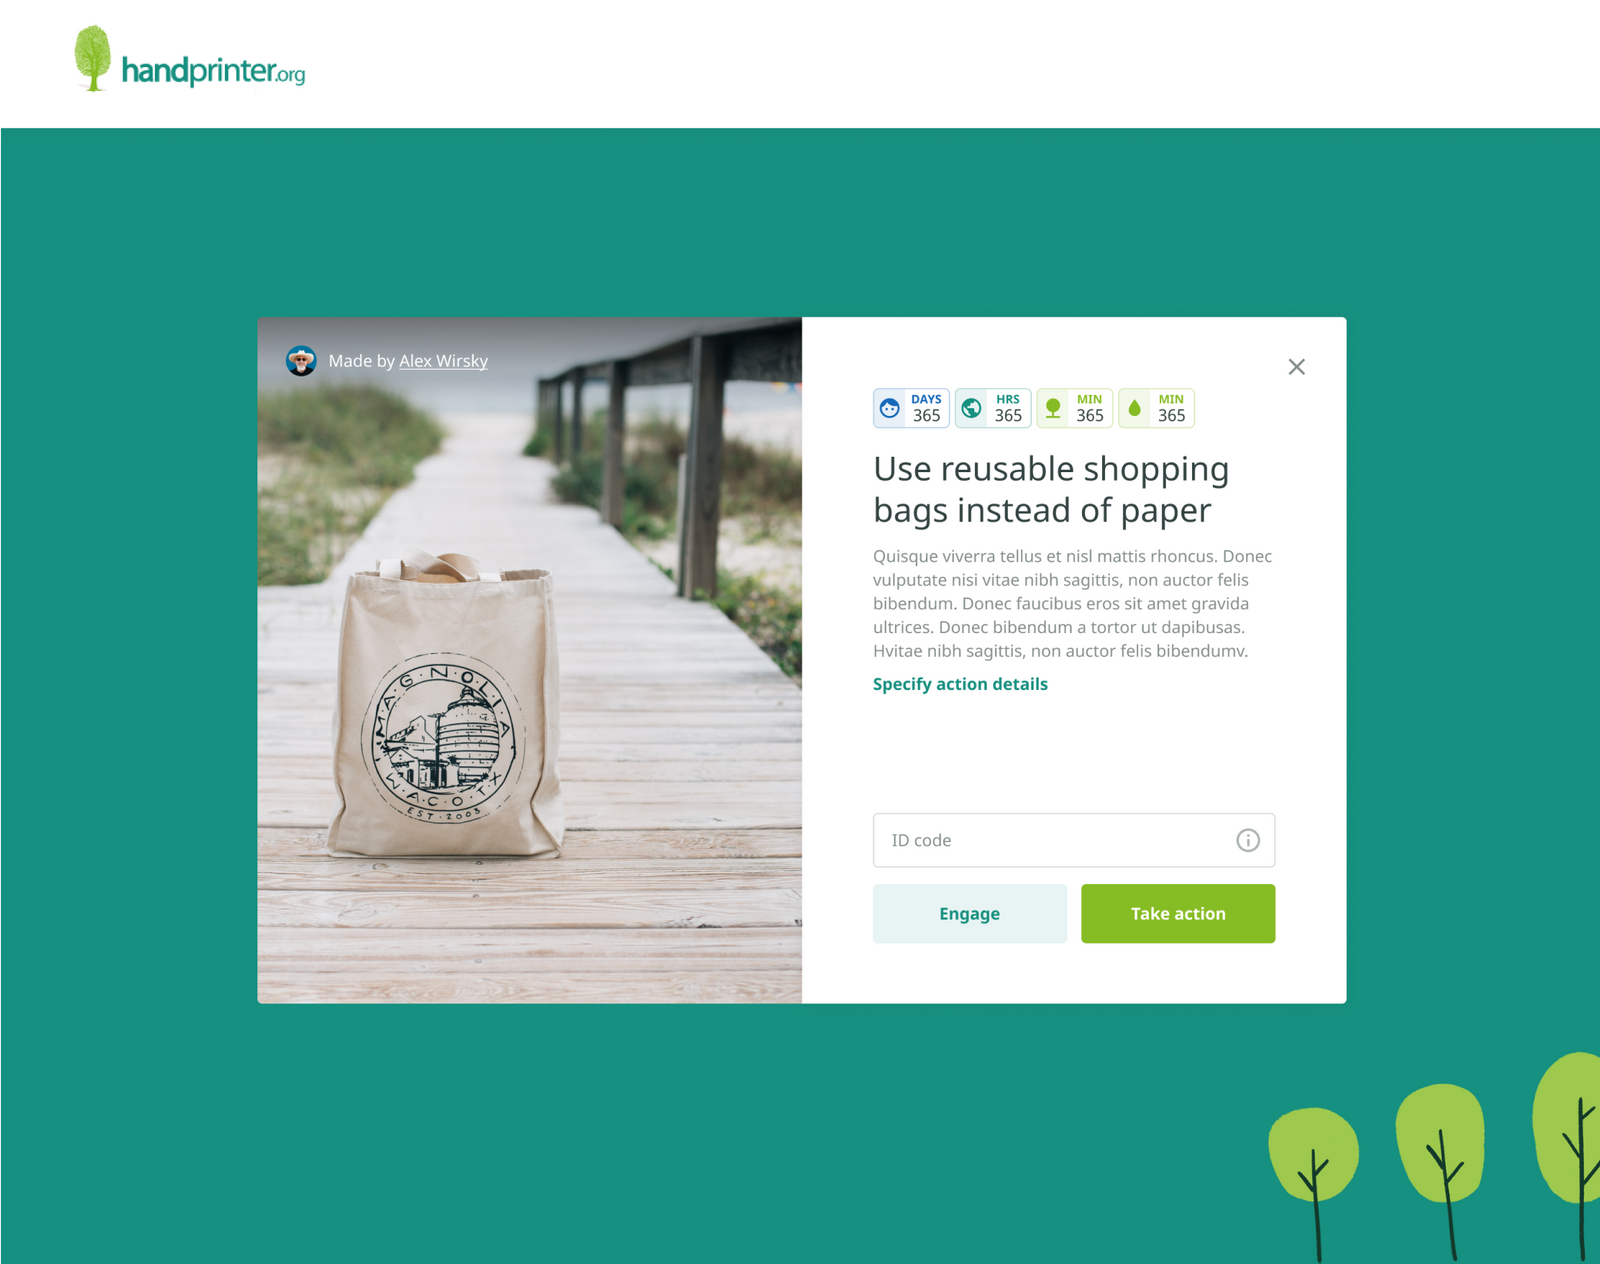 handprinter.org
Made by Alex Wirsky
MAGNOLIA
WACO TX
EST · 2003
DAYS
365
HRS
365
MIN
365
MIN
365
Use reusable shopping
bags instead of paper
Quisque viverra tellus et nisl mattis rhoncus. Donec
vulputate nisi vitae nibh sagittis, non auctor felis
bibendum. Donec faucibus eros sit amet gravida
ultrices. Donec bibendum a tortor ut dapibusas.
Hvitae nibh sagittis, non auctor felis bibendumv.
Specify action details
ID code
Engage
Take action